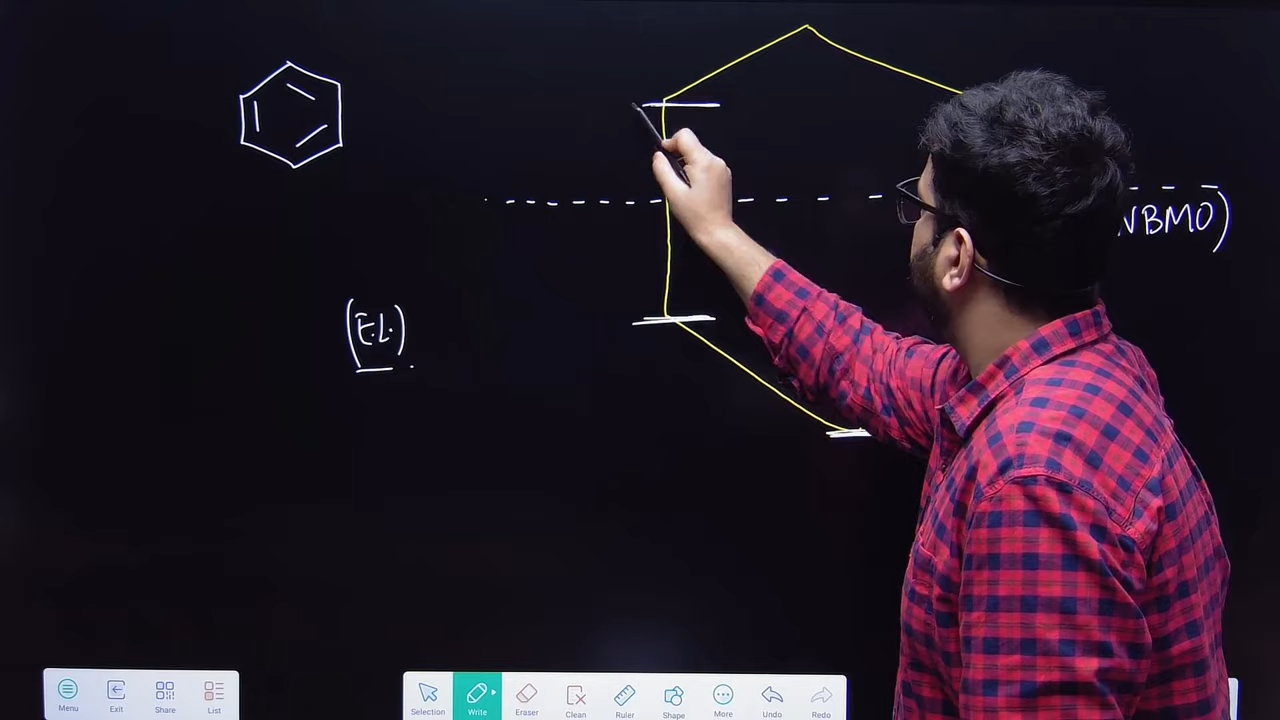 NBMO)
(E.L.)
Menu
Exit
Share
List
Selection
Write
Eraser
Clean
Ruler
Shape
More
Undo
Redo